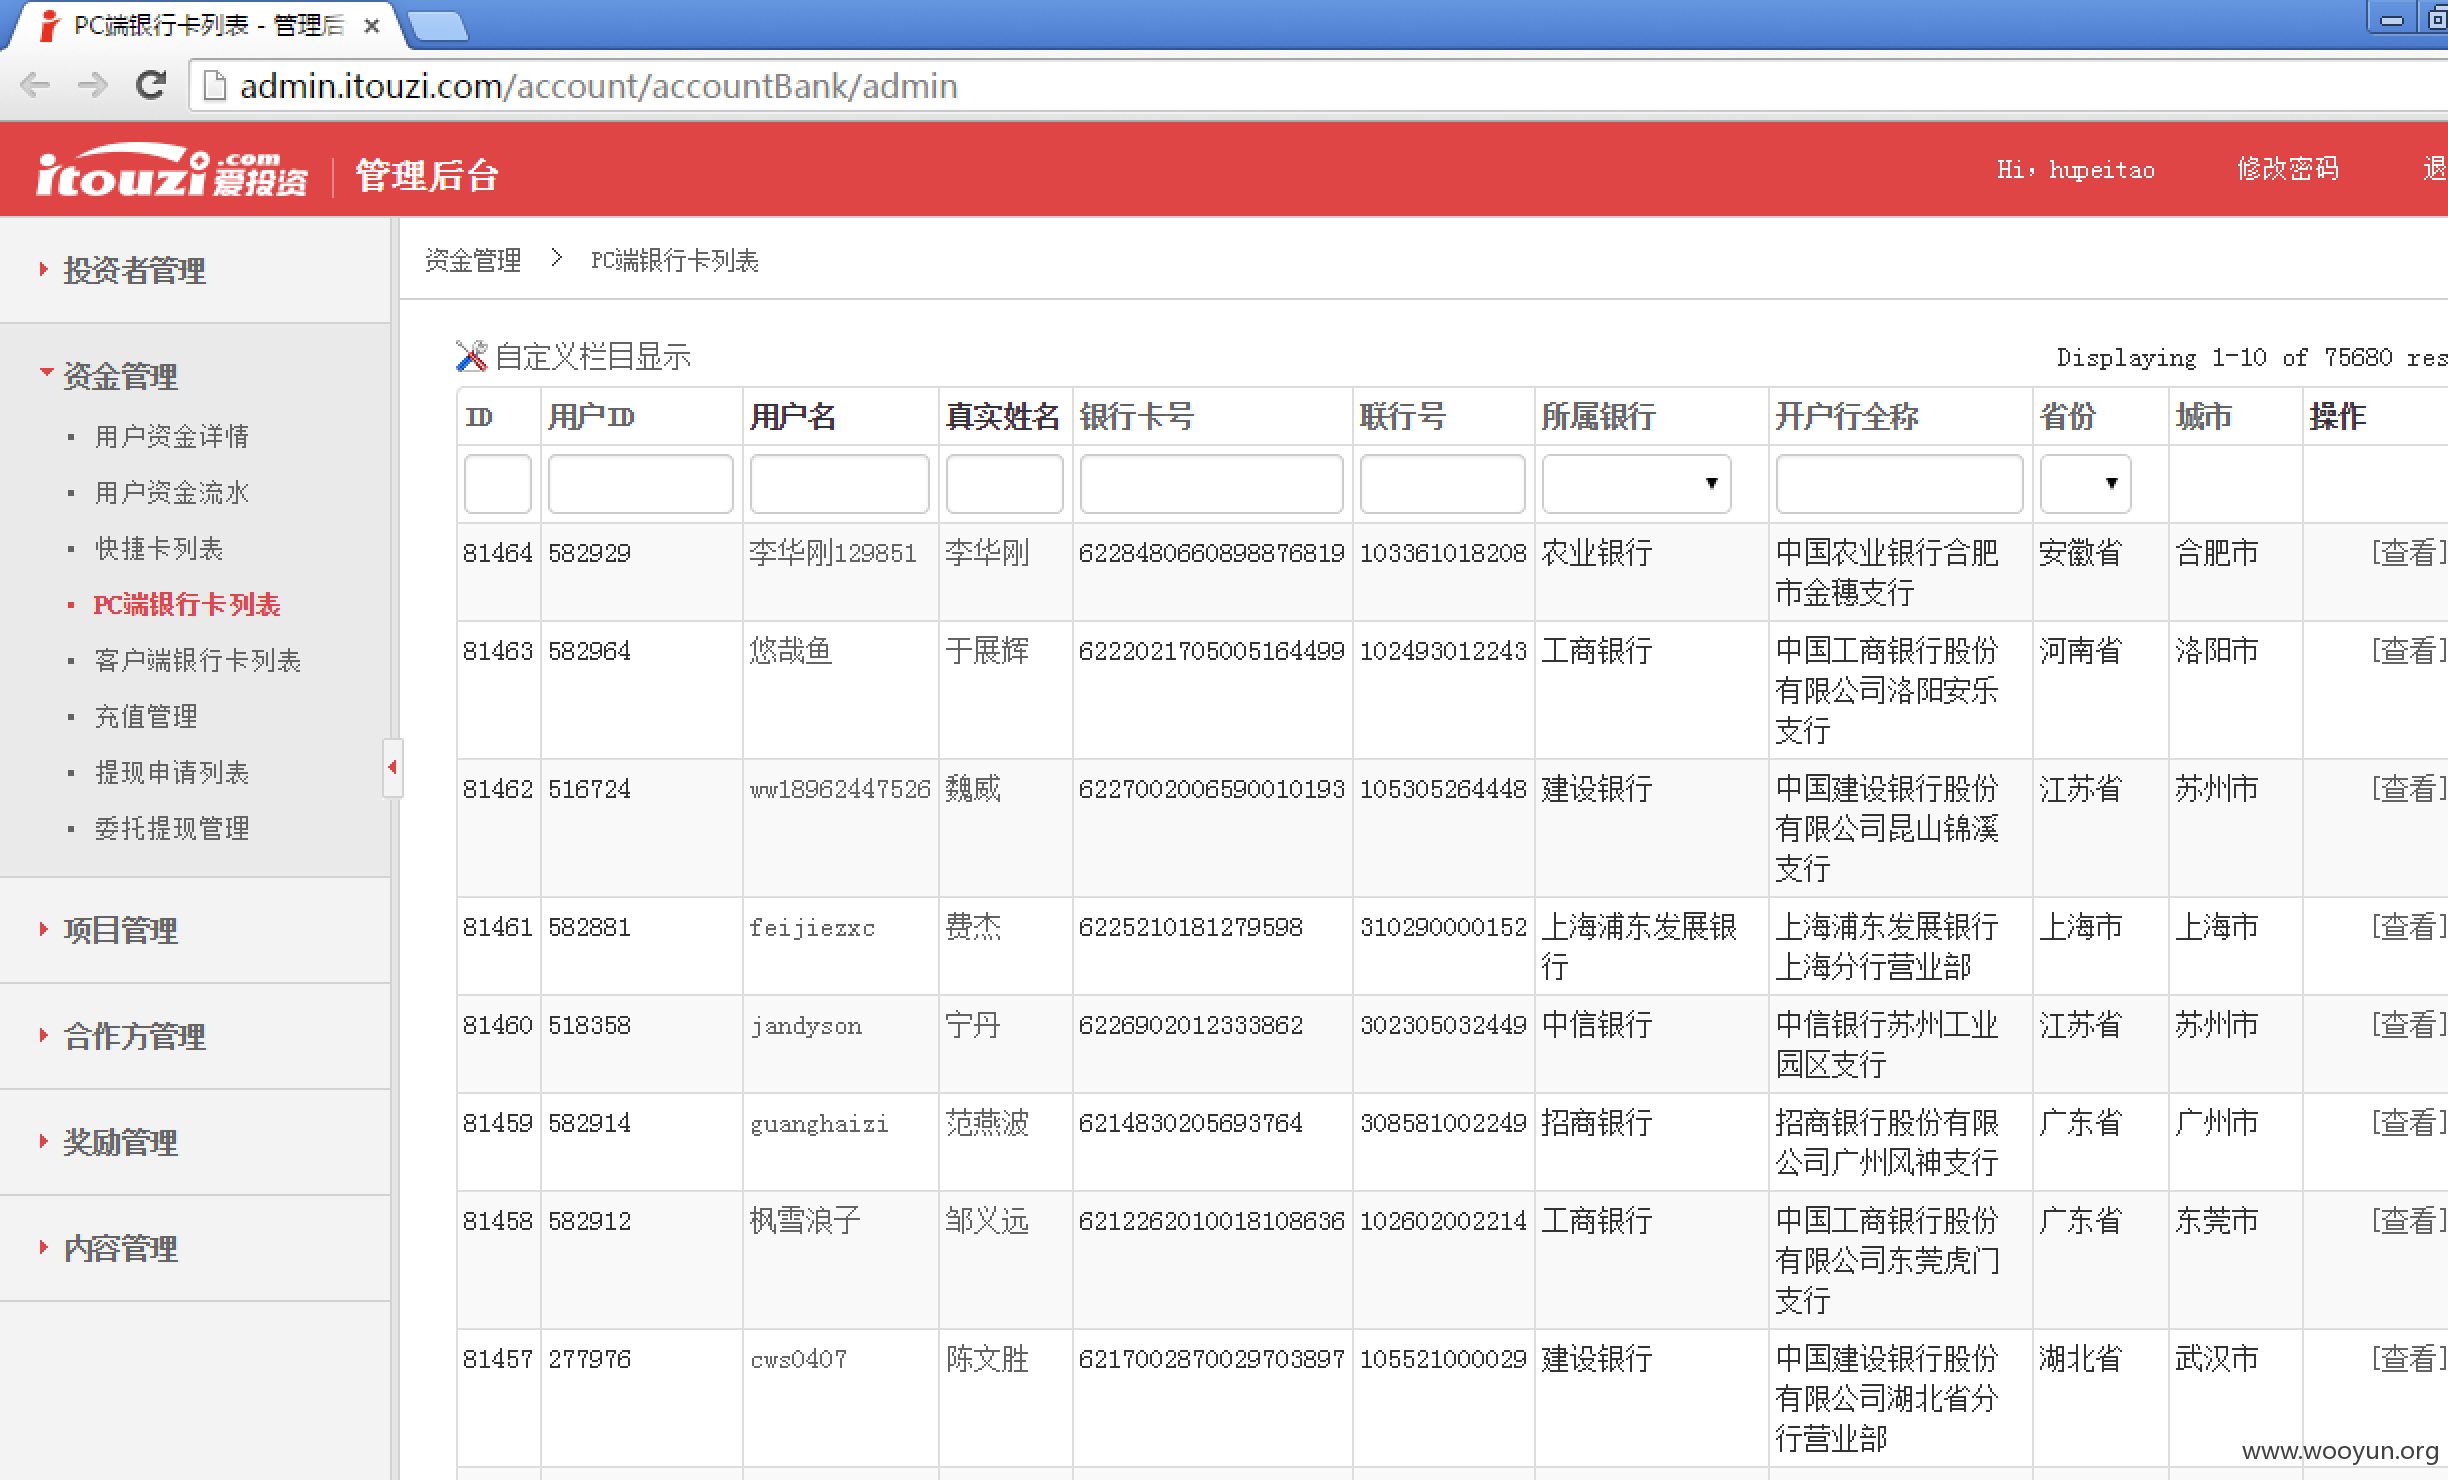 PC端银行卡列表 - 管理后
admin.itouzi.com/account/accountBank/admin
itouzi.com 爱投资 管理后台
Hi，hupeitao 修改密码 退
投资者管理
资金管理
用户资金详情
用户资金流水
快捷卡列表
PC端银行卡列表
客户端银行卡列表
充值管理
提现申请列表
委托提现管理
项目管理
合作方管理
奖励管理
内容管理
资金管理 > PC端银行卡列表
自定义栏目显示
Displaying 1-10 of 75680 res
ID 用户ID 用户名 真实姓名 银行卡号 联行号 所属银行 开户行全称 省份 城市 操作
81464 582929 李华刚129851 李华刚 6228480660898876819 103361018208 农业银行 中国农业银行合肥 安徽省 合肥市 [查看]
市金穗支行
81463 582964 悠哉鱼 于展辉 6222021705005164499 102493012243 工商银行 中国工商银行股份 河南省 洛阳市 [查看]
有限公司洛阳安乐
支行
81462 516724 ww18962447526 魏威 6227002006590010193 105305264448 建设银行 中国建设银行股份 江苏省 苏州市 [查看]
有限公司昆山锦溪
支行
81461 582881 feijiezxc 费杰 6225210181279598 310290000152 上海浦东发展银 上海浦东发展银行 上海市 上海市 [查看]
行 上海分行营业部
81460 518358 jandyson 宁丹 6226902012333862 302305032449 中信银行 中信银行苏州工业 江苏省 苏州市 [查看]
园区支行
81459 582914 guanghaizi 范燕波 6214830205693764 308581002249 招商银行 招商银行股份有限 广东省 广州市 [查看]
公司广州风神支行
81458 582912 枫雪浪子 邹义远 6212262010018108636 102602002214 工商银行 中国工商银行股份 广东省 东莞市 [查看]
有限公司东莞虎门
支行
81457 277976 cws0407 陈文胜 6217002870029703897 105521000029 建设银行 中国建设银行股份 湖北省 武汉市 [查看]
有限公司湖北省分
行营业部
www.wooyun.org